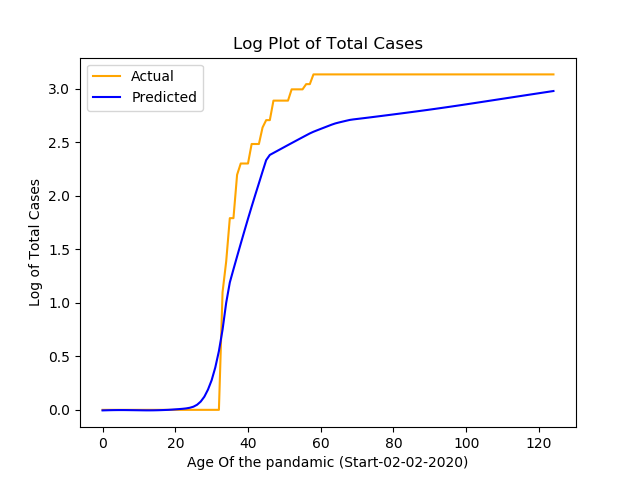 Log Plot of Total Cases
Actual
Predicted
3.0
2.5
2.0
1.5
1.0
0.5
0.0
Log of Total Cases
0 20 40 60 80 100 120
Age Of the pandamic (Start-02-02-2020)